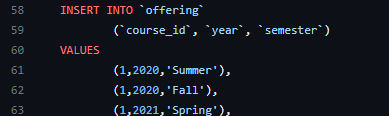 58 INSERT INTO `offering`
59 (`course_id`, `year`, `semester`)
60 VALUES
61 (1,2020,'Summer'),
62 (1,2020,'Fall'),
63 (1,2021,'Spring'),